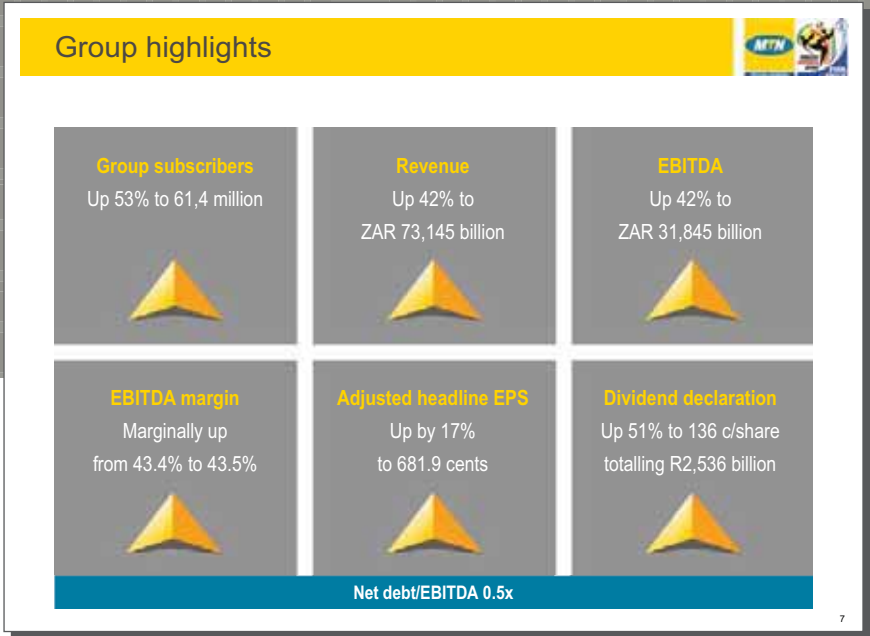 Group highlights
MTN
Group subscribers
Up 53% to 61,4 million
Revenue
Up 42% to
ZAR 73,145 billion
EBITDA
Up 42% to
ZAR 31,845 billion
EBITDA margin
Marginally up
from 43.4% to 43.5%
Adjusted headline EPS
Up by 17%
to 681.9 cents
Dividend declaration
Up 51% to 136 c/share
totalling R2,536 billion
Net debt/EBITDA 0.5x
7